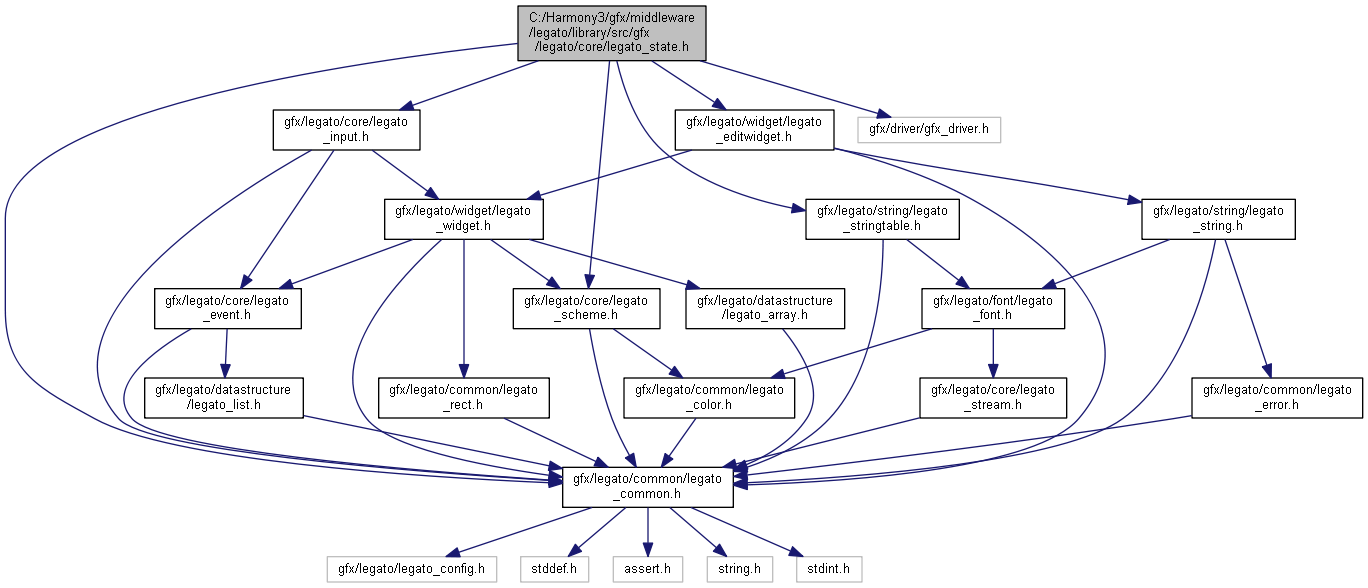 C:/Harmony3/gfx/middleware
/legato/library/src/gfx
/legato/core/legato_state.h
gfx/legato/core/legato
_input.h
gfx/legato/widget/legato
_editwidget.h
gfx/driver/gfx_driver.h
gfx/legato/widget/legato
_widget.h
gfx/legato/string/legato
_stringtable.h
gfx/legato/string/legato
_string.h
gfx/legato/core/legato
_event.h
gfx/legato/core/legato
_scheme.h
gfx/legato/datastructure
/legato_array.h
gfx/legato/font/legato
_font.h
gfx/legato/datastructure
/legato_list.h
gfx/legato/common/legato
_rect.h
gfx/legato/common/legato
_color.h
gfx/legato/core/legato
_stream.h
gfx/legato/common/legato
_error.h
gfx/legato/common/legato
_common.h
gfx/legato/legato_config.h
stddef.h
assert.h
string.h
stdint.h